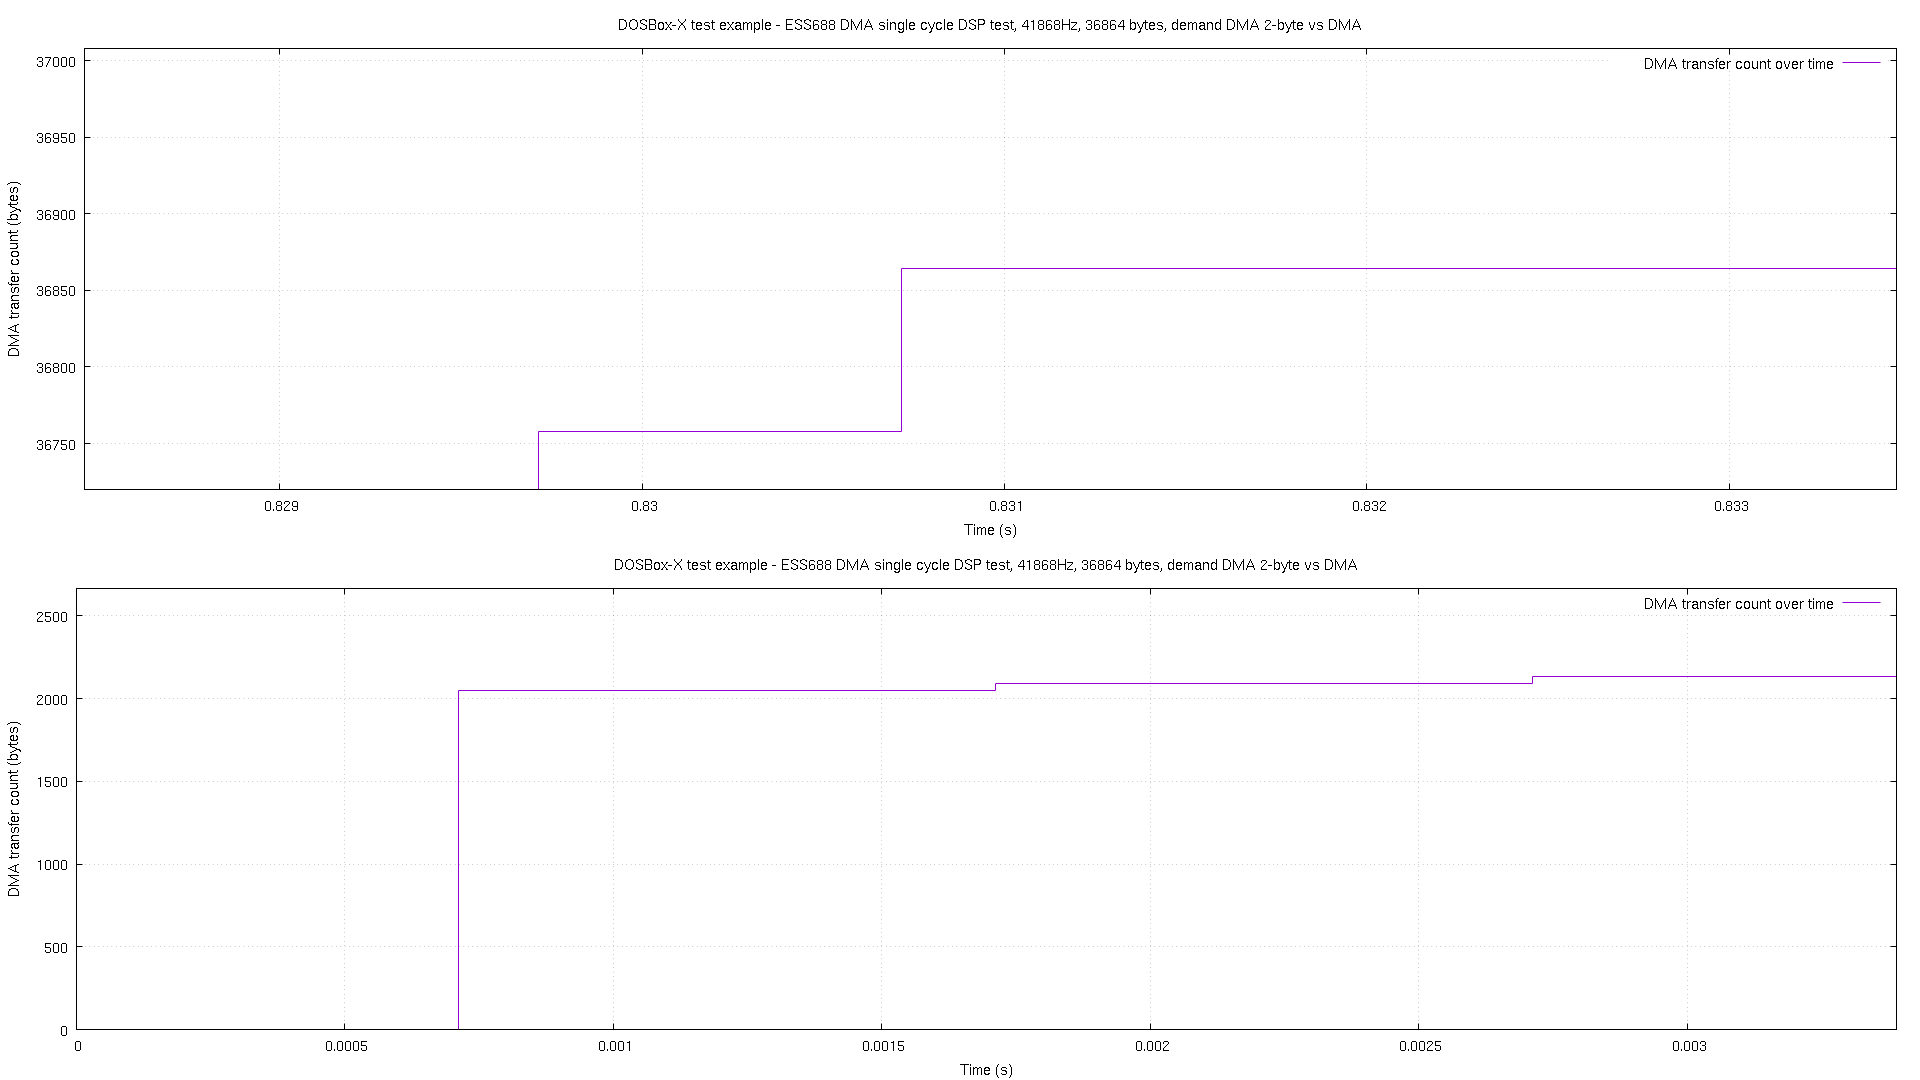 DOSBox-X test example - ESS688 DMA single cycle DSP test, 41868Hz, 36864 bytes, demand DMA 2-byte vs DMA
DMA transfer count over time
37000
36950
36900
36850
36800
36750
DMA transfer count (bytes)
0.829 0.83 0.831 0.832 0.833
Time (s)
DOSBox-X test example - ESS688 DMA single cycle DSP test, 41868Hz, 36864 bytes, demand DMA 2-byte vs DMA
DMA transfer count over time
2500
2000
1500
1000
500
0
DMA transfer count (bytes)
0 0.0005 0.001 0.0015 0.002 0.0025 0.003
Time (s)